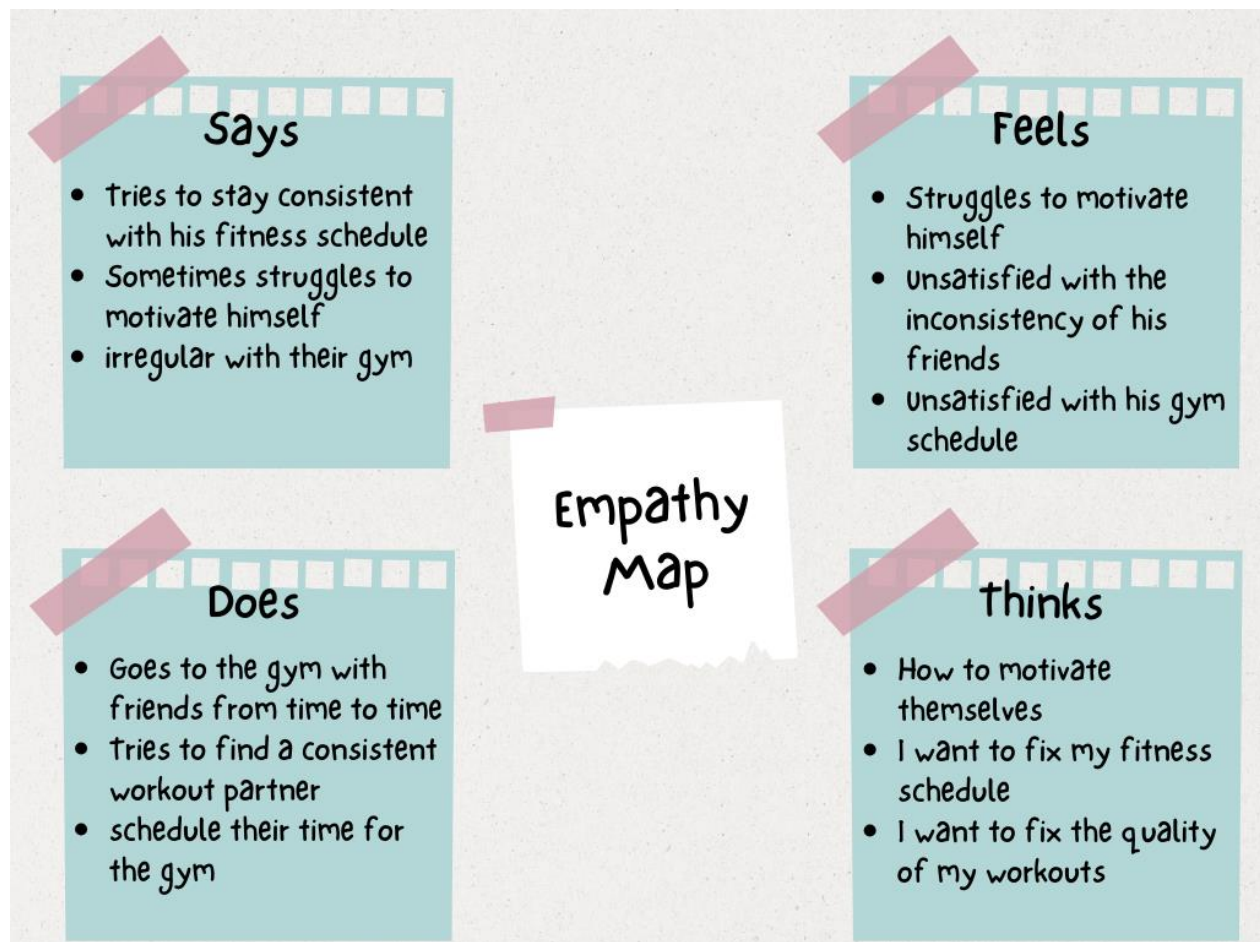 Says
• Tries to stay consistent
with his fitness schedule
• Sometimes struggles to
motivate himself
• irregular with their gym
Feels
• Struggles to motivate
himself
• Unsatisfied with the
inconsistency of his
friends
• Unsatisfied with his gym
schedule
Empathy
Map
Does
• Goes to the gym with
friends from time to time
• Tries to find a consistent
workout partner
• schedule their time for
the gym
Thinks
• How to motivate
themselves
• I want to fix my fitness
schedule
• I want to fix the quality
of my workouts